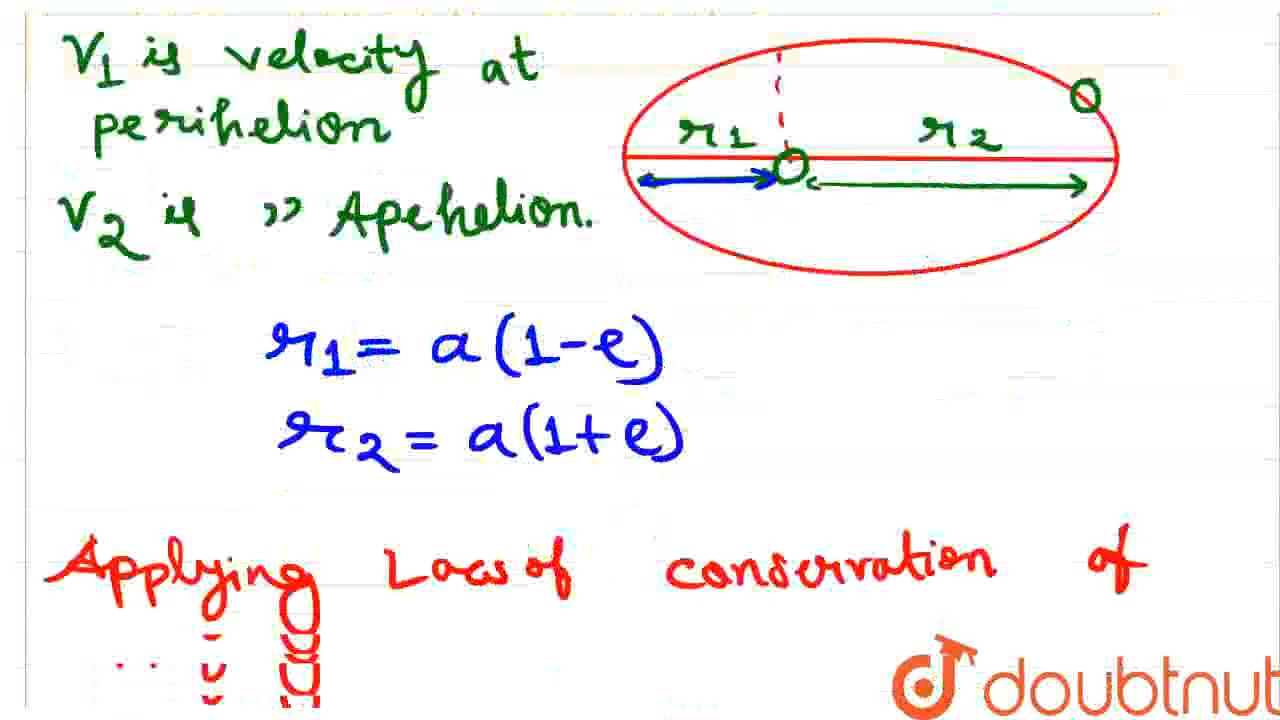 V1 is velocity at
perihelion
V2 is " Apehelion.
r1
r2
r1 = a(1-e)
r2 = a(1+e)
Applying Laws of conservation of
doubtnut